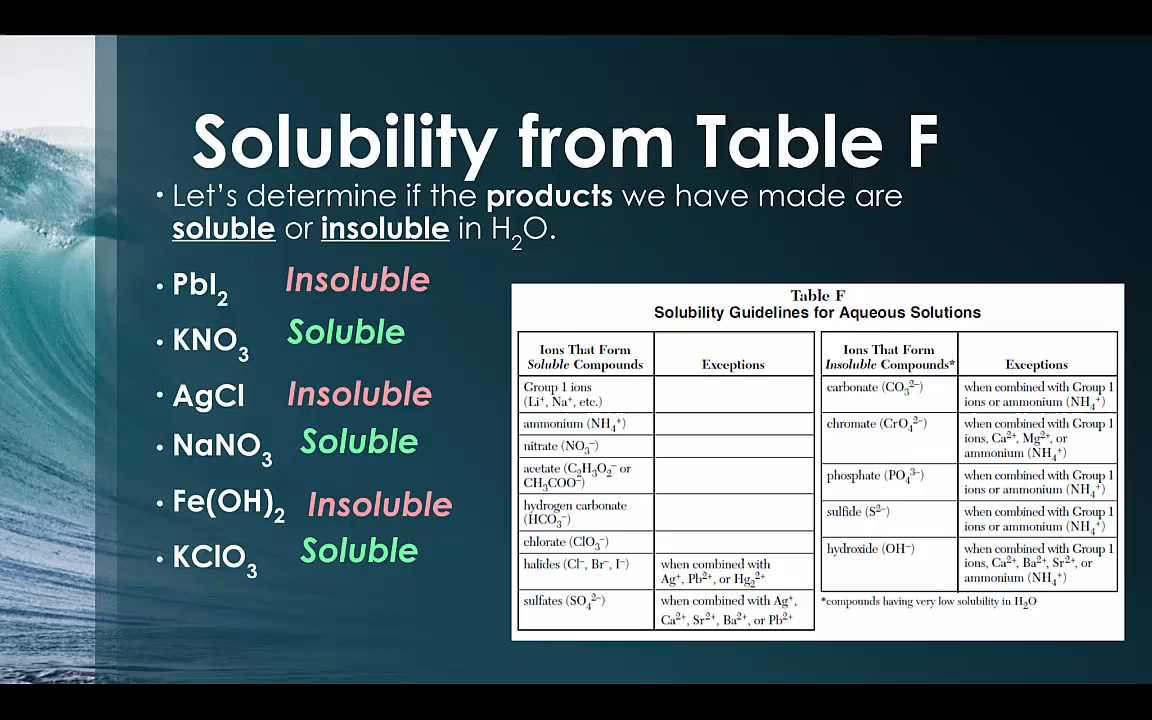 Solubility from Table F
• Let's determine if the products we have made are
soluble or insoluble in H₂O.
• PbI₂ Insoluble
• KNO₃ Soluble
• AgCl Insoluble
• NaNO₃ Soluble
• Fe(OH)₂ Insoluble
• KClO₃ Soluble
Table F
Solubility Guidelines for Aqueous Solutions
Ions That Form
Soluble Compounds
Exceptions
Group 1 ions
(Li⁺, Na⁺, etc.)
ammonium (NH₄⁺)
nitrate (NO₃⁻)
acetate (C₂H₃O₂⁻ or
CH₃COO⁻)
hydrogen carbonate
(HCO₃⁻)
chlorate (ClO₃⁻)
halides (Cl⁻, Br⁻, I⁻)
when combined with
Ag⁺, Pb²⁺, or Hg₂²⁺
sulfates (SO₄²⁻)
when combined with Ag⁺,
Ca²⁺, Sr²⁺, Ba²⁺, or Pb²⁺
Ions That Form
Insoluble Compounds*
Exceptions
carbonate (CO₃²⁻)
when combined with Group 1
ions or ammonium (NH₄⁺)
chromate (CrO₄²⁻)
when combined with Group 1
ions, Ca²⁺, Mg²⁺, or
ammonium (NH₄⁺)
phosphate (PO₄³⁻)
when combined with Group 1
ions or ammonium (NH₄⁺)
sulfide (S²⁻)
when combined with Group 1
ions or ammonium (NH₄⁺)
hydroxide (OH⁻)
when combined with Group 1
ions, Ca²⁺, Ba²⁺, Sr²⁺, or
ammonium (NH₄⁺)
*compounds having very low solubility in H₂O